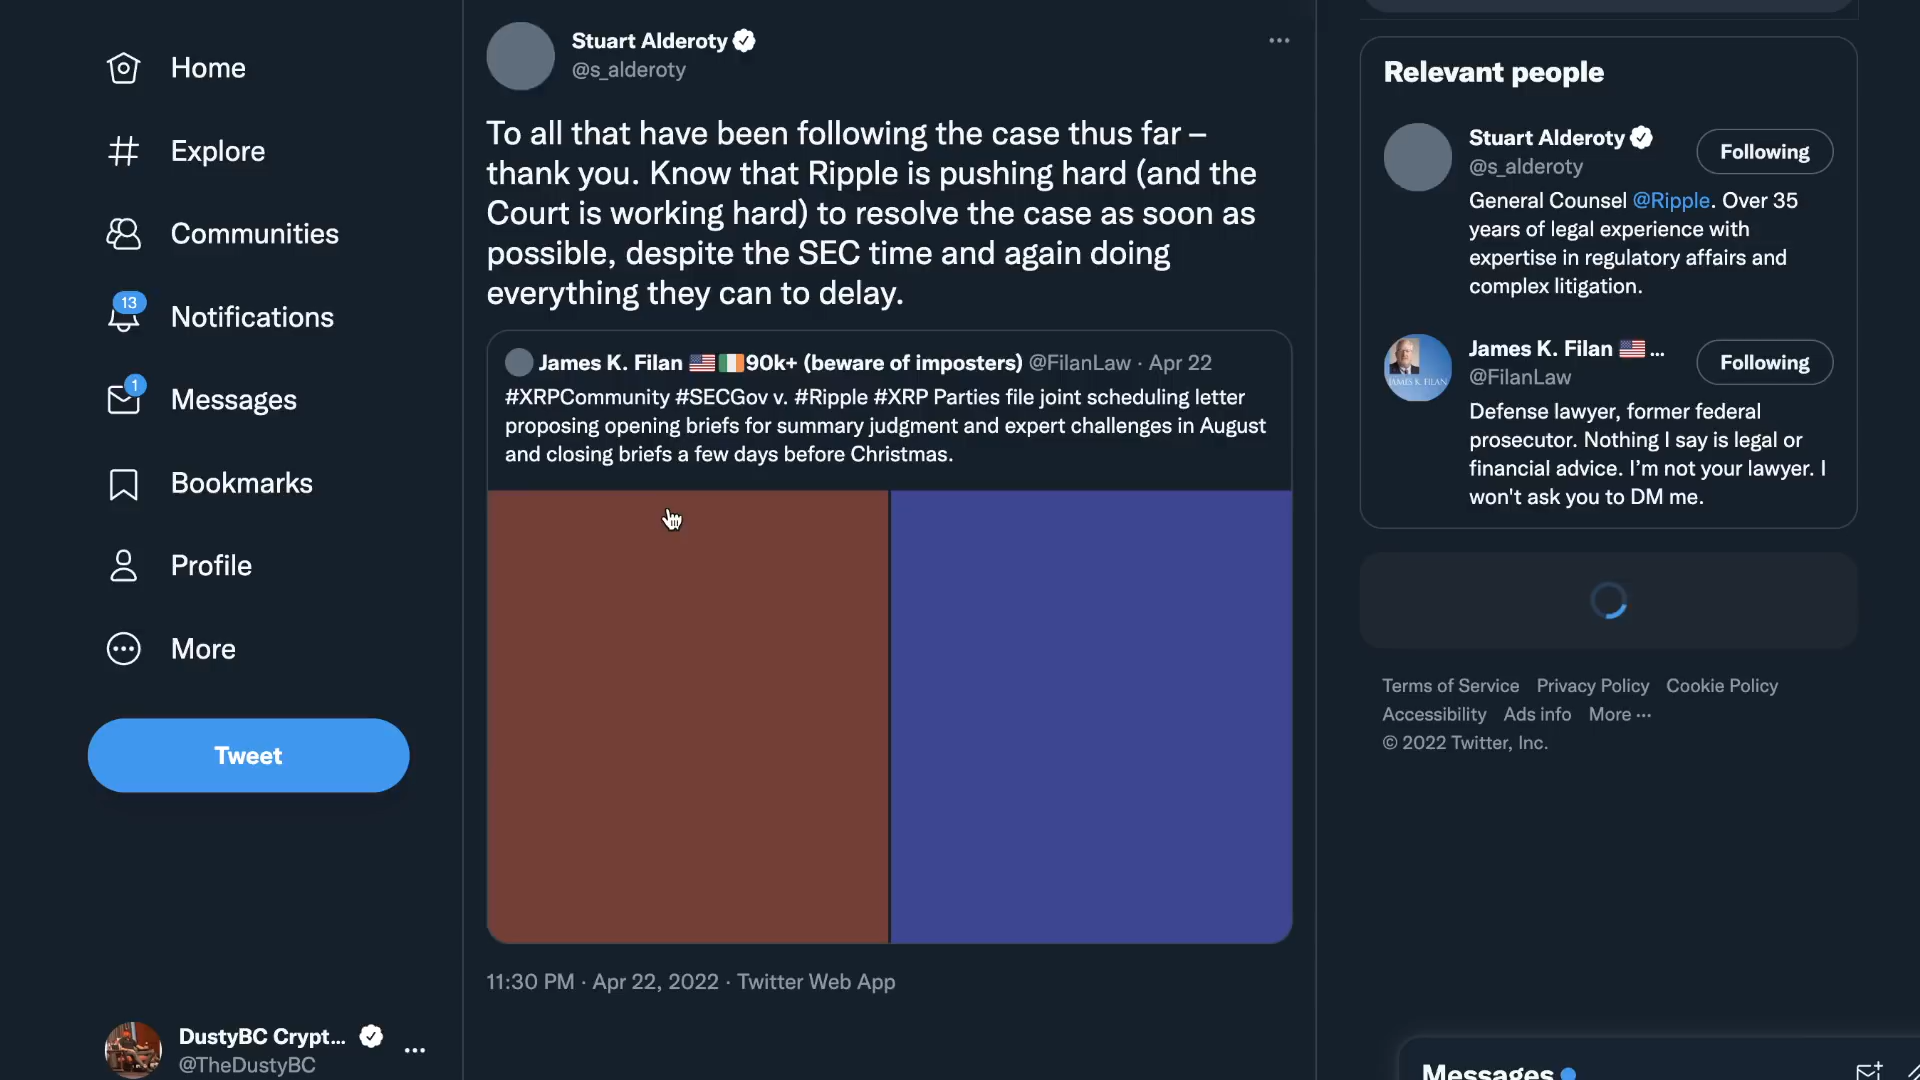 Home
Explore
Communities
13
Notifications
1
Messages
Bookmarks
Profile
More
Tweet
DustyBC Crypt...
@TheDustyBC
Stuart Alderoty
@s_alderoty
To all that have been following the case thus far –
thank you. Know that Ripple is pushing hard (and the
Court is working hard) to resolve the case as soon as
possible, despite the SEC time and again doing
everything they can to delay.
James K. Filan 🇺🇸🇮🇪90k+ (beware of imposters) @FilanLaw · Apr 22
#XRPCommunity #SECGov v. #Ripple #XRP Parties file joint scheduling letter
proposing opening briefs for summary judgment and expert challenges in August
and closing briefs a few days before Christmas.
11:30 PM · Apr 22, 2022 · Twitter Web App
Relevant people
Stuart Alderoty
@s_alderoty
Following
General Counsel @Ripple. Over 35
years of legal experience with
expertise in regulatory affairs and
complex litigation.
James K. Filan 🇺🇸 ...
@FilanLaw
Following
JAMES K. FILAN
Defense lawyer, former federal
prosecutor. Nothing I say is legal or
financial advice. I’m not your lawyer. I
won't ask you to DM me.
Terms of Service Privacy Policy Cookie Policy
Accessibility Ads info More ···
© 2022 Twitter, Inc.
Messages